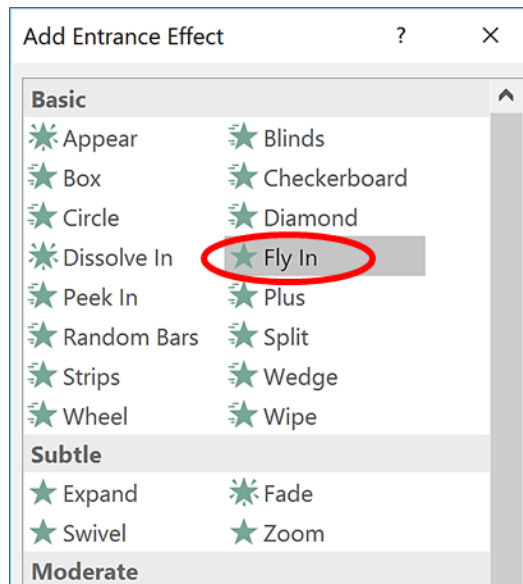 Add Entrance Effect ?
Basic
Appear Blinds
Box Checkerboard
Circle Diamond
Dissolve In Fly In
Peek In Plus
Random Bars Split
Strips Wedge
Wheel Wipe
Subtle
Expand Fade
Swivel Zoom
Moderate